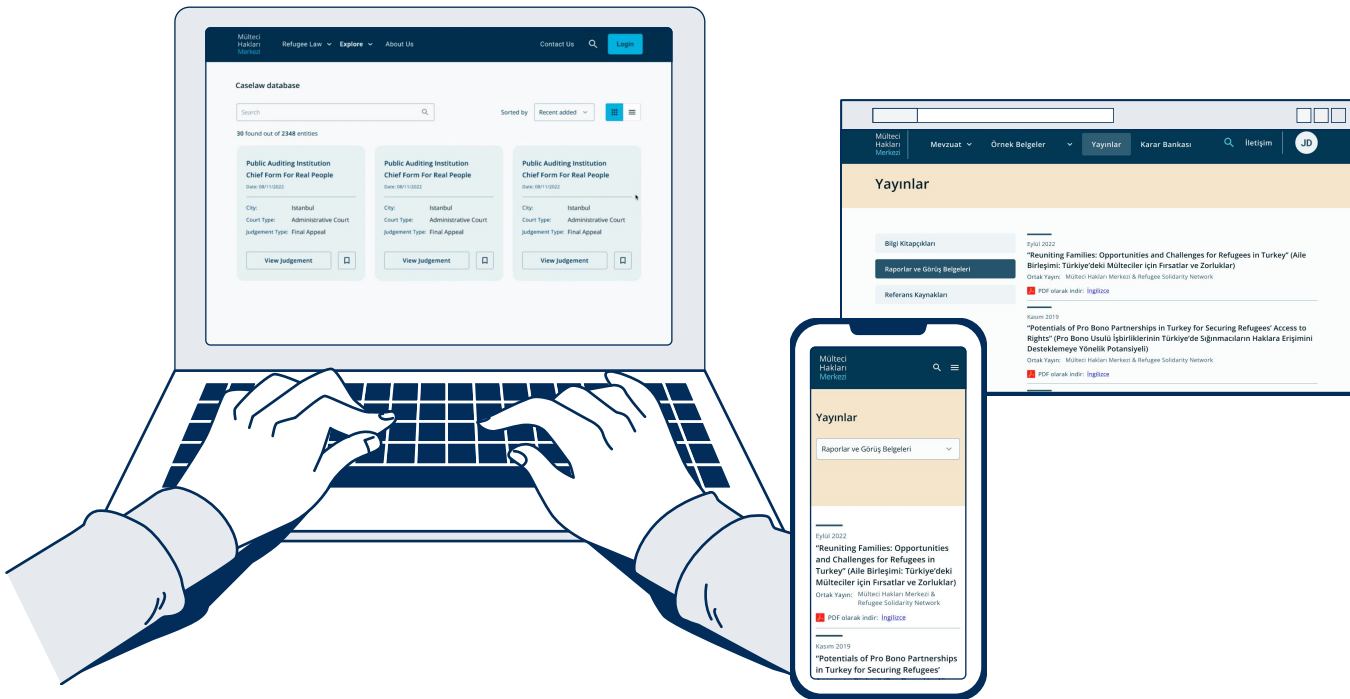 Mülteci
Hakları
Merkezi
Refugee Law Explore About Us Contact Us Login
Caselaw database
Search
Sorted by Recent added
30 found out of 2348 entities
Public Auditing Institution
Chief Form For Real People
Date: 08/11/2022
City: Istanbul
Court Type: Administrative Court
Judgement Type: Final Appeal
View Judgement
Public Auditing Institution
Chief Form For Real People
Date: 08/11/2022
City: Istanbul
Court Type: Administrative Court
Judgement Type: Final Appeal
View Judgement
Public Auditing Institution
Chief Form For Real People
Date: 08/11/2022
City: Istanbul
Court Type: Administrative Court
Judgement Type: Final Appeal
View Judgement
Mülteci
Hakları
Merkezi
Mevzuat Örnek Belgeler Yayınlar Karar Bankası İletişim JD
Yayınlar
Bilgi Kitapçıkları
Raporlar ve Görüş Belgeleri
Referans Kaynakları
Eylül 2022
"Reuniting Families: Opportunities and Challenges for Refugees in Turkey" (Aile
Birleşimi: Türkiye'deki Mülteciler için Fırsatlar ve Zorluklar)
Ortak Yayın: Mülteci Hakları Merkezi & Refugee Solidarity Network
PDF olarak indir: İngilizce
Kasım 2019
"Potentials of Pro Bono Partnerships in Turkey for Securing Refugees' Access to
Rights" (Pro Bono Usulü İşbirliklerinin Türkiye'de Sığınmacıların Haklara Erişimini
Desteklemeye Yönelik Potansiyeli)
Ortak Yayın: Mülteci Hakları Merkezi & Refugee Solidarity Network
PDF olarak indir: İngilizce
Mülteci
Hakları
Merkezi
Yayınlar
Raporlar ve Görüş Belgeleri
Eylül 2022
"Reuniting Families: Opportunities
and Challenges for Refugees in
Turkey" (Aile Birleşimi: Türkiye'deki
Mülteciler için Fırsatlar ve Zorluklar)
Ortak Yayın: Mülteci Hakları Merkezi &
Refugee Solidarity Network
PDF olarak indir: İngilizce
Kasım 2019
"Potentials of Pro Bono Partnerships
in Turkey for Securing Refugees'